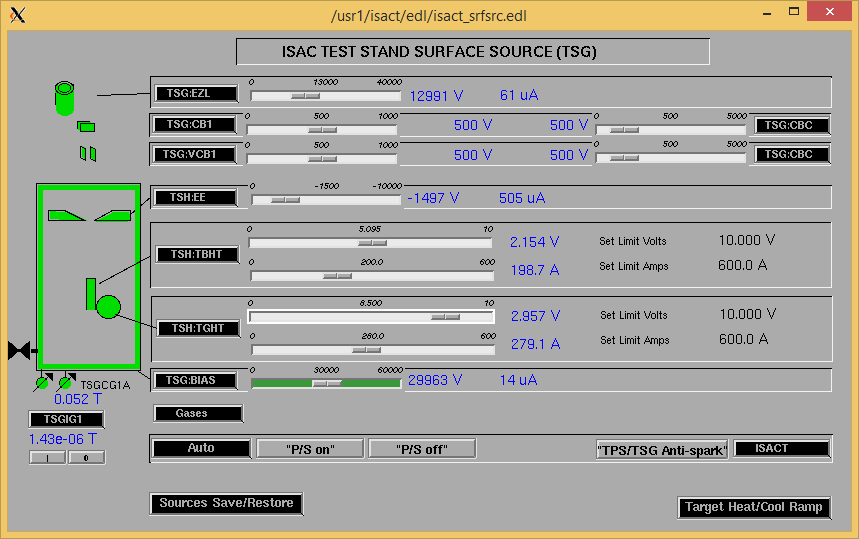 /usr1/isact/edl/isact_srfsrc.edl
ISAC TEST STAND SURFACE SOURCE (TSG)
0 13000 40000
TSG:EZL 12991 V 61 uA
0 500 1000 0 500 5000
TSG:CB1 500 V 500 V TSG:CBC
0 500 1000 0 500 5000
TSG:VCB1 500 V 500 V TSG:CBC
0 -1500 -10000
TSH:EE -1497 V 505 uA
0 5.095 10
2.154 V Set Limit Volts 10.000 V
TSH:TBHT
0 200.0 600
198.7 A Set Limit Amps 600.0 A
0 8.500 10
2.957 V Set Limit Volts 10.000 V
TSH:TGHT
0 280.0 600
279.1 A Set Limit Amps 600.0 A
0 30000 60000
TSG:BIAS 29963 V 14 uA
TSGCG1A
0.052 T
TSGIG1
1.43e-06 T
I 0
Gases
Auto "P/S on" "P/S off" "TPS/TSG Anti-spark" ISACT
Sources Save/Restore
Target Heat/Cool Ramp